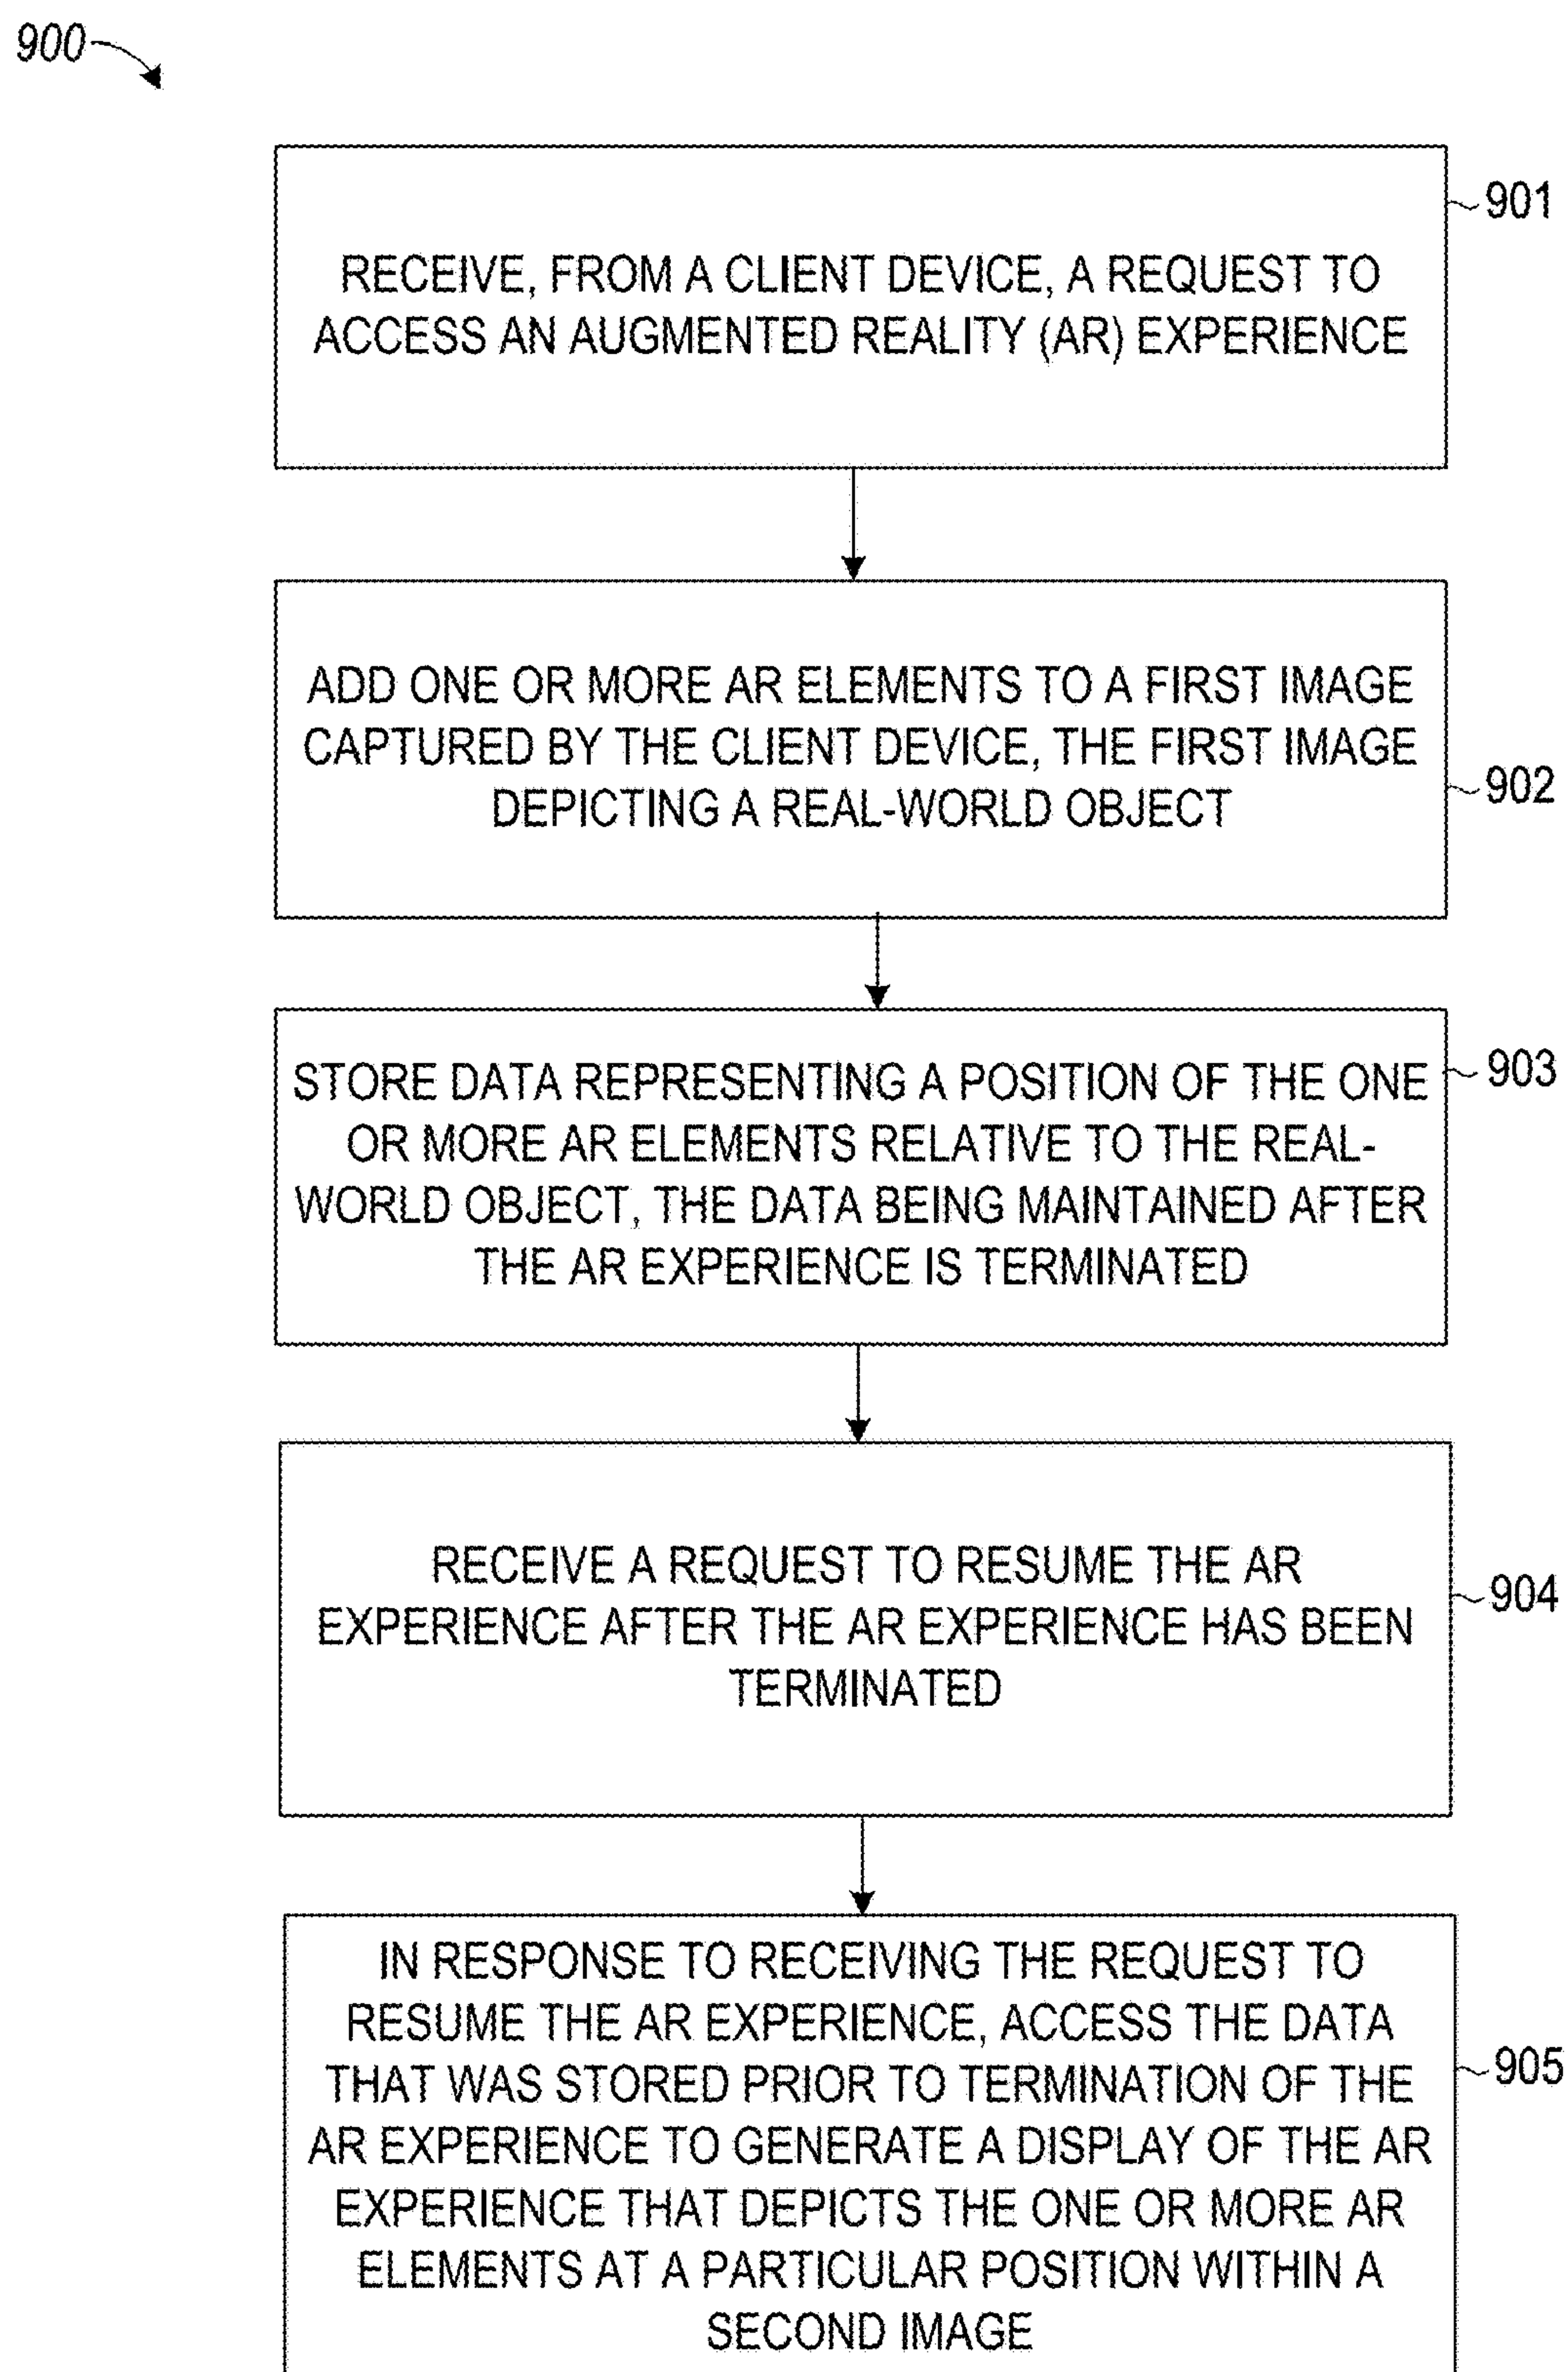 900
RECEIVE, FROM A CLIENT DEVICE, A REQUEST TO
ACCESS AN AUGMENTED REALITY (AR) EXPERIENCE
901
ADD ONE OR MORE AR ELEMENTS TO A FIRST IMAGE
CAPTURED BY THE CLIENT DEVICE, THE FIRST IMAGE
DEPICTING A REAL-WORLD OBJECT
902
STORE DATA REPRESENTING A POSITION OF THE ONE
OR MORE AR ELEMENTS RELATIVE TO THE REAL-
WORLD OBJECT, THE DATA BEING MAINTAINED AFTER
THE AR EXPERIENCE IS TERMINATED
903
RECEIVE A REQUEST TO RESUME THE AR
EXPERIENCE AFTER THE AR EXPERIENCE HAS BEEN
TERMINATED
904
IN RESPONSE TO RECEIVING THE REQUEST TO
RESUME THE AR EXPERIENCE, ACCESS THE DATA
THAT WAS STORED PRIOR TO TERMINATION OF THE
AR EXPERIENCE TO GENERATE A DISPLAY OF THE AR
EXPERIENCE THAT DEPICTS THE ONE OR MORE AR
ELEMENTS AT A PARTICULAR POSITION WITHIN A
SECOND IMAGE
905